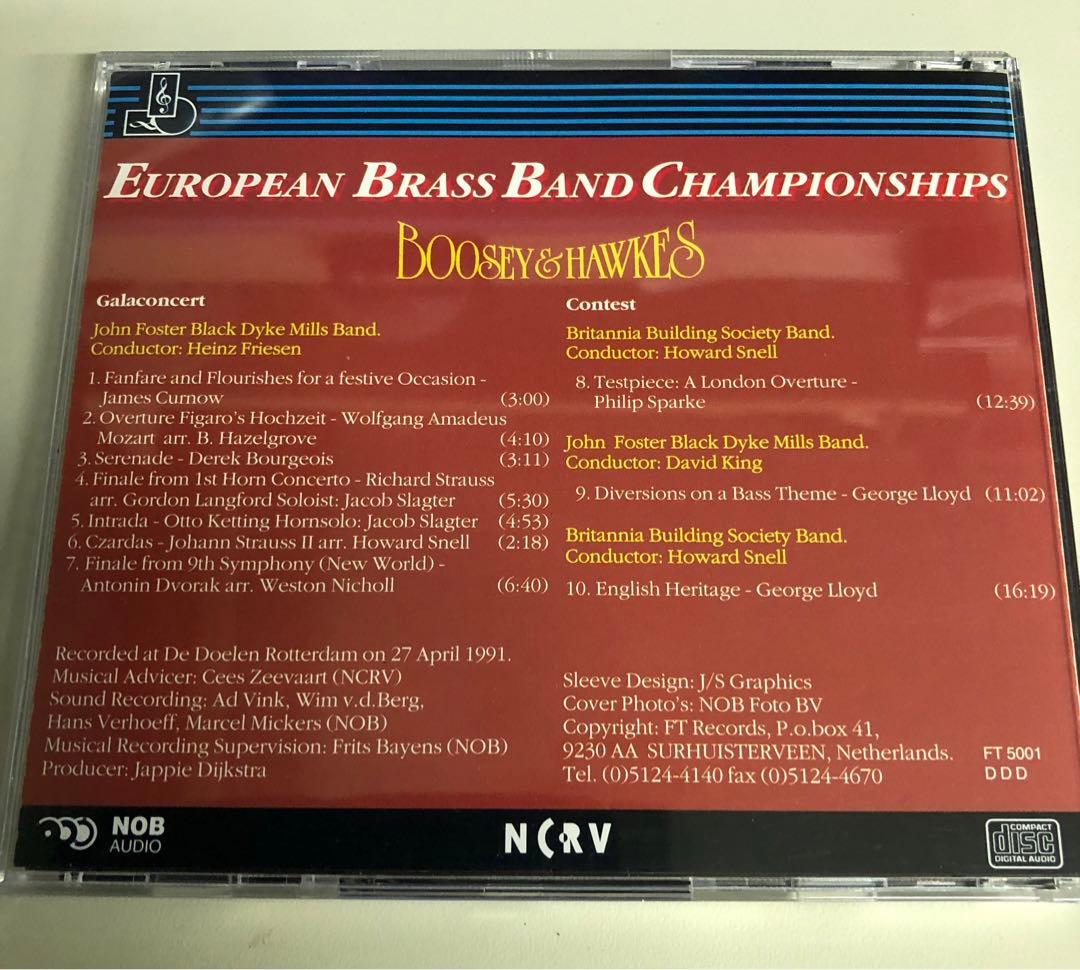 EUROPEAN BRASS BAND CHAMPIONSHIPS
BOOSEY & HAWKES
Galaconcert
John Foster Black Dyke Mills Band.
Conductor: Heinz Friesen
1. Fanfare and Flourishes for a festive Occasion -
James Curnow (3:00)
2. Overture Figaro's Hochzeit - Wolfgang Amadeus
Mozart arr. B. Hazelgrove (4:10)
3. Serenade - Derek Bourgeois (3:11)
4. Finale from 1st Horn Concerto - Richard Strauss
arr. Gordon Langford Soloist: Jacob Slagter (5:30)
5. Intrada - Otto Ketting Hornsolo: Jacob Slagter (4:53)
6. Czardas - Johann Strauss II arr. Howard Snell (2:18)
7. Finale from 9th Symphony (New World) -
Antonin Dvorak arr. Weston Nicholl (6:40)
Contest
Britannia Building Society Band.
Conductor: Howard Snell
8. Testpiece: A London Overture -
Philip Sparke (12:39)
John Foster Black Dyke Mills Band.
Conductor: David King
9. Diversions on a Bass Theme - George Lloyd (11:02)
Britannia Building Society Band.
Conductor: Howard Snell
10. English Heritage - George Lloyd (16:19)
Recorded at De Doelen Rotterdam on 27 April 1991.
Musical Advicer: Cees Zeevaart (NCRV)
Sound Recording: Ad Vink, Wim v.d.Berg,
Hans Verhoeff, Marcel Mickers (NOB)
Musical Recording Supervision: Frits Bayens (NOB)
Producer: Jappie Dijkstra
Sleeve Design: J/S Graphics
Cover Photo's: NOB Foto BV
Copyright: FT Records, P.o.box 41,
9230 AA SURHUISTERVEEN, Netherlands.
Tel. (0)5124-4140 fax (0)5124-4670
FT 5001
D D D
NOB
AUDIO
NCRV
COMPACT
disc
DIGITAL AUDIO